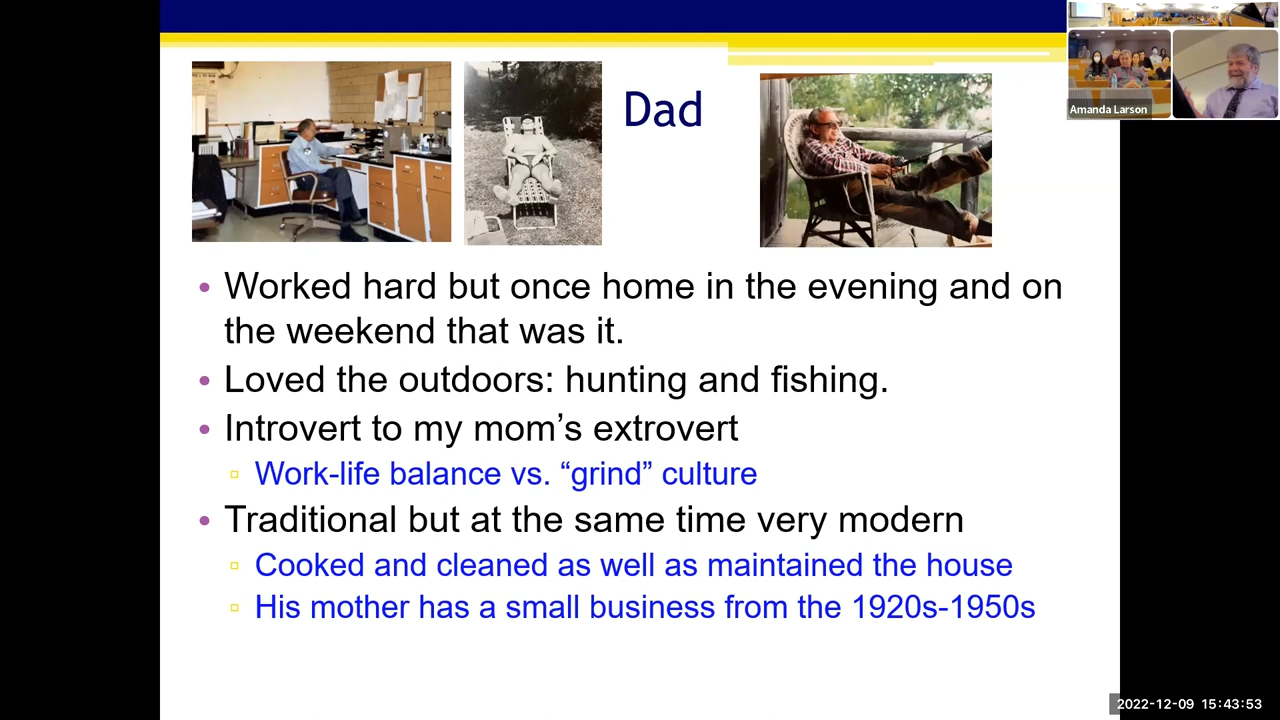 Dad
Amanda Larson
• Worked hard but once home in the evening and on
the weekend that was it.
• Loved the outdoors: hunting and fishing.
• Introvert to my mom’s extrovert
▫ Work-life balance vs. “grind” culture
• Traditional but at the same time very modern
▫ Cooked and cleaned as well as maintained the house
▫ His mother has a small business from the 1920s-1950s
2022-12-09 15:43:53